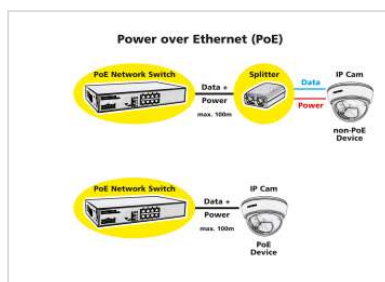 Power over Ethernet (PoE)
PoE Network Switch
Splitter
IP Cam
Data +
Power
max. 100m
Data
Power
non-PoE
Device
PoE Network Switch
IP Cam
Data +
Power
max. 100m
PoE
Device